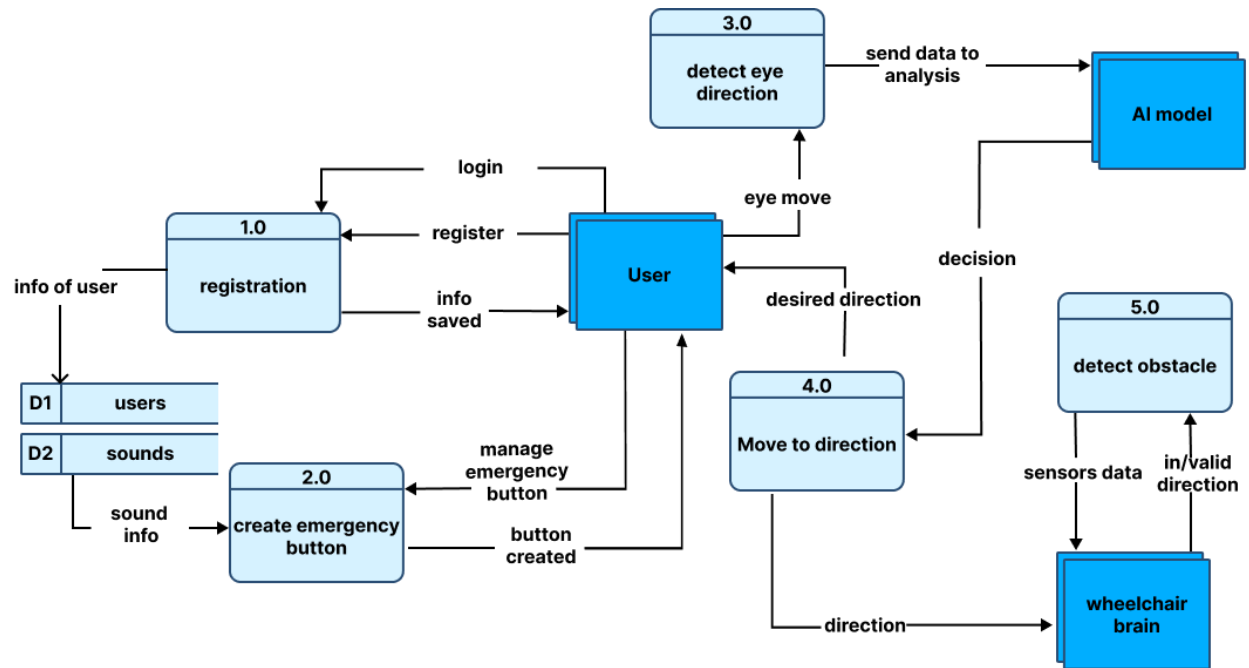 3.0
detect eye
direction
send data to
analysis
AI model
login
eye move
1.0
registration
register
User
info of user
info
saved
desired direction
decision
5.0
detect obstacle
D1
users
D2
sounds
4.0
Move to direction
manage
emergency
button
2.0
create emergency
button
sound
info
button
created
sensors data
in/valid
direction
direction
wheelchair
brain